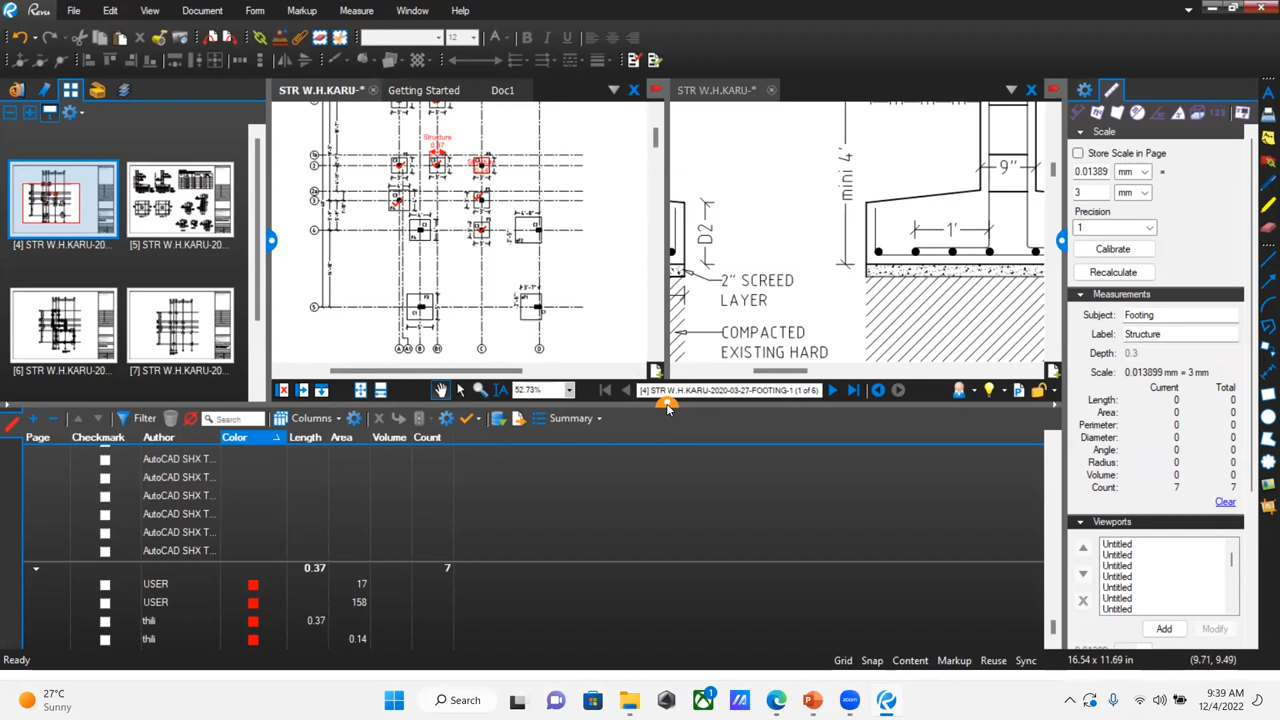 Revu File Edit View Document Form Markup Measure Window Help
12 A B I U
STR W.H.KARU-* Getting Started Doc1 STR W.H.KARU-*
Structure
0.37
[4] STR W.H.KARU-20... [5] STR W.H.KARU-20...
[6] STR W.H.KARU-20... [7] STR W.H.KARU-20...
A B C D
mini 4'
9"
1'
D2
2" SCREED
LAYER
COMPACTED
EXISTING HARD
52.73% [4] STR W.H.KARU-2020-03-27-FOOTING-1 (1 of 6)
Scale
Store Scale in Page
0.01389 mm =
3 mm
Precision
1
Calibrate
Recalculate
Measurements
Subject: Footing
Label: Structure
Depth: 0.3
Scale: 0.013899 mm = 3 mm
Current Total
Length: 0 0
Area: 0 0
Perimeter: 0 0
Diameter: 0 0
Angle: 0 0
Radius: 0 0
Volume: 0 0
Count: 7 7
Clear
Viewports
Untitled
Untitled
Untitled
Untitled
Untitled
Untitled
Untitled
Add Modify
Filter Search Columns Summary
Page Checkmark Author Color Length Area Volume Count
AutoCAD SHX T...
AutoCAD SHX T...
AutoCAD SHX T...
AutoCAD SHX T...
AutoCAD SHX T...
AutoCAD SHX T...
0.37 7
USER 17
USER 158
thili 0.37
thili 0.14
Ready Grid Snap Content Markup Reuse Sync 16.54 x 11.69 in (9.71, 9.49)
27°C
Sunny
Search
1
9:39 AM
12/4/2022